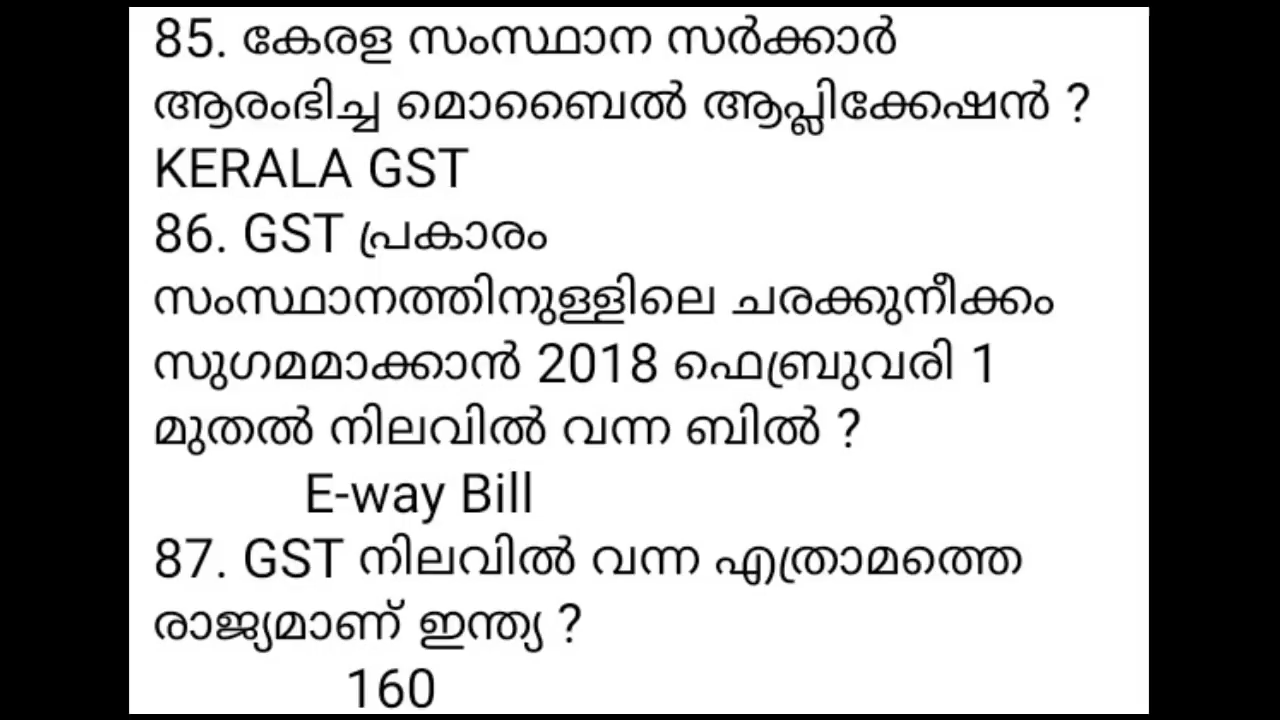 85. കേരള സംസ്ഥാന സർക്കാർ
ആരംഭിച്ച മൊബൈൽ ആപ്ലിക്കേഷൻ ?
KERALA GST
86. GST പ്രകാരം
സംസ്ഥാനത്തിനുള്ളിലെ ചരക്കുനീക്കം
സുഗമമാക്കാൻ 2018 ഫെബ്രുവരി 1
മുതൽ നിലവിൽ വന്ന ബിൽ ?
E-way Bill
87. GST നിലവിൽ വന്ന എത്രാമത്തെ
രാജ്യമാണ് ഇന്ത്യ ?
160